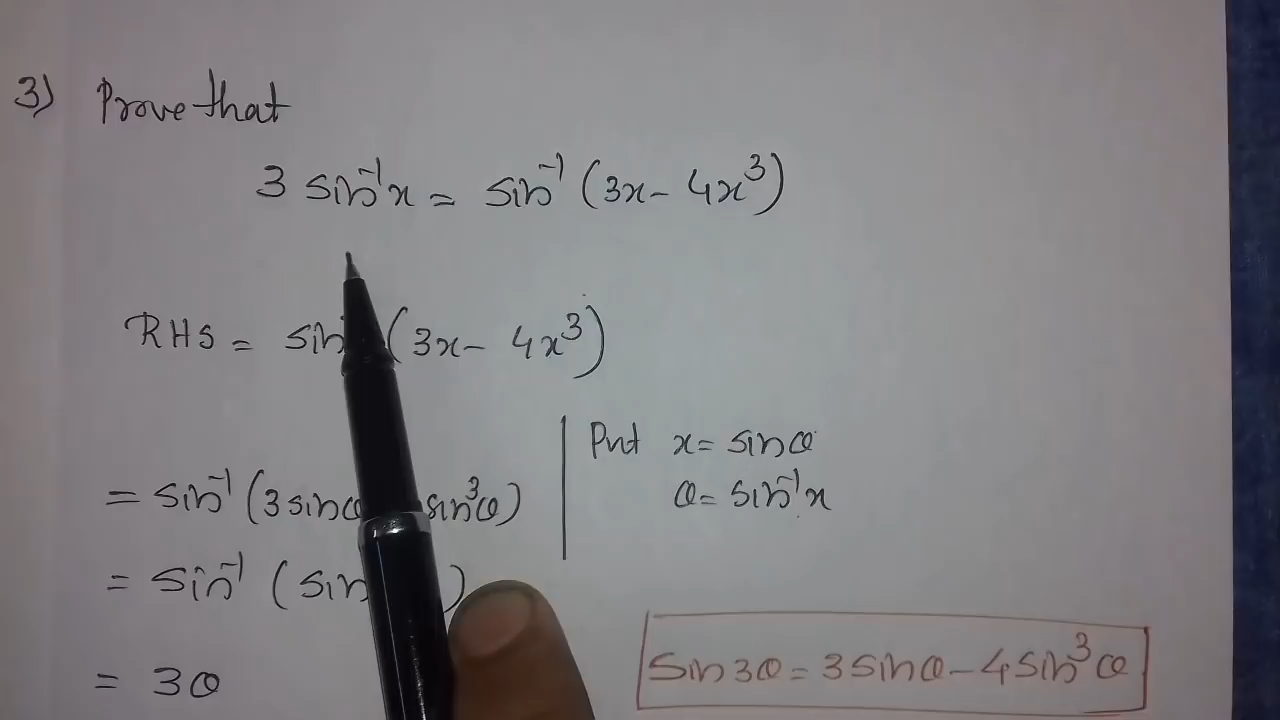 3) Prove that
3 sin⁻¹x = sin⁻¹ (3x - 4x³)
RHS = sin (3x - 4x³)
= sin⁻¹ (3 sinθ sin³θ)
Put x = sinθ
θ = sin⁻¹x
= sin⁻¹ (sin )
= 3θ
sin3θ = 3sinθ - 4sin³θ